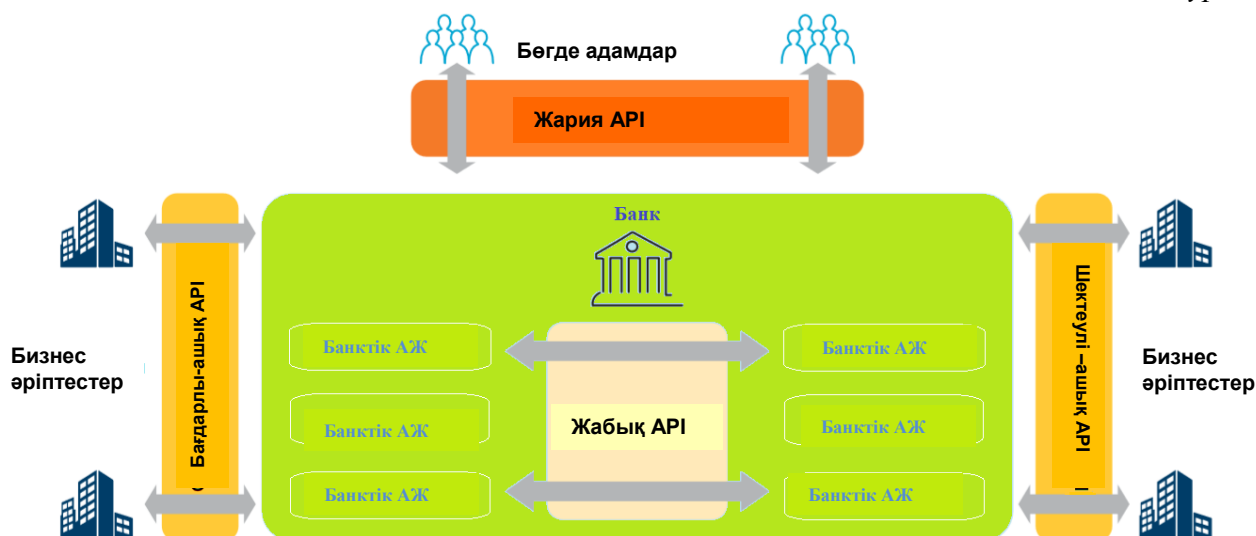 Бөгде адамдар
Жария API
Банк
Бағдарлы-ашық API
Шәктәулі –ашық API
Банктік АЖ
Банктік АЖ
Бизнес
әріптестер
Бизнес
әріптестер
Банктік АЖ
Жабық API
Банктік АЖ
Банктік АЖ
Банктік АЖ